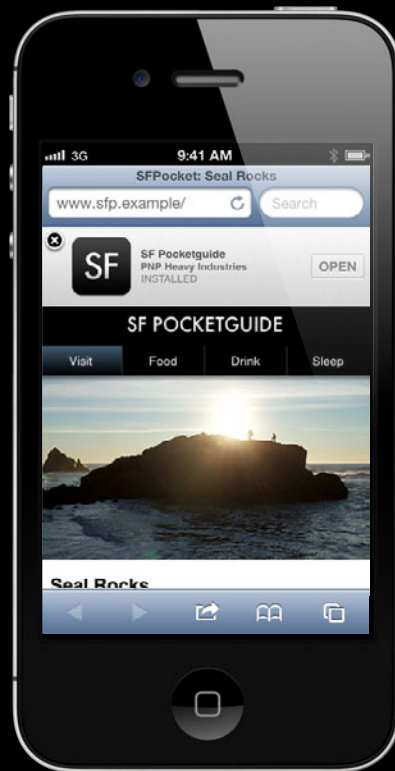 3G 9:41 AM
SFPocket: Seal Rocks
www.sfp.example/ Search
SF
SF Pocketguide
PNP Heavy Industries
INSTALLED
OPEN
SF POCKETGUIDE
Visit Food Drink Sleep
Seal Rocks